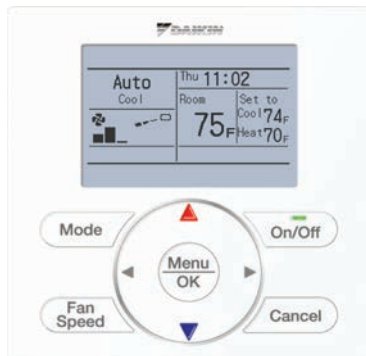 DAIKIN
Auto
Cool
Thu 11:02
Room
75F
Set to
Cool 74F
Heat 70F
Mode
On/Off
Menu
OK
Fan
Speed
Cancel